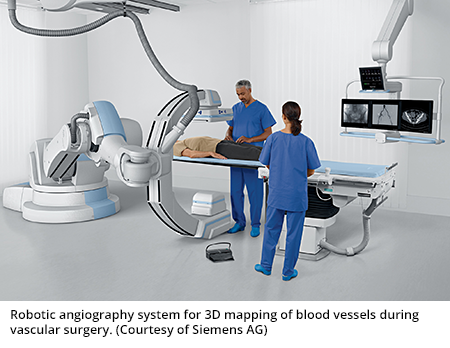 Robotic angiography system for 3D mapping of blood vessels during
vascular surgery. (Courtesy of Siemens AG)